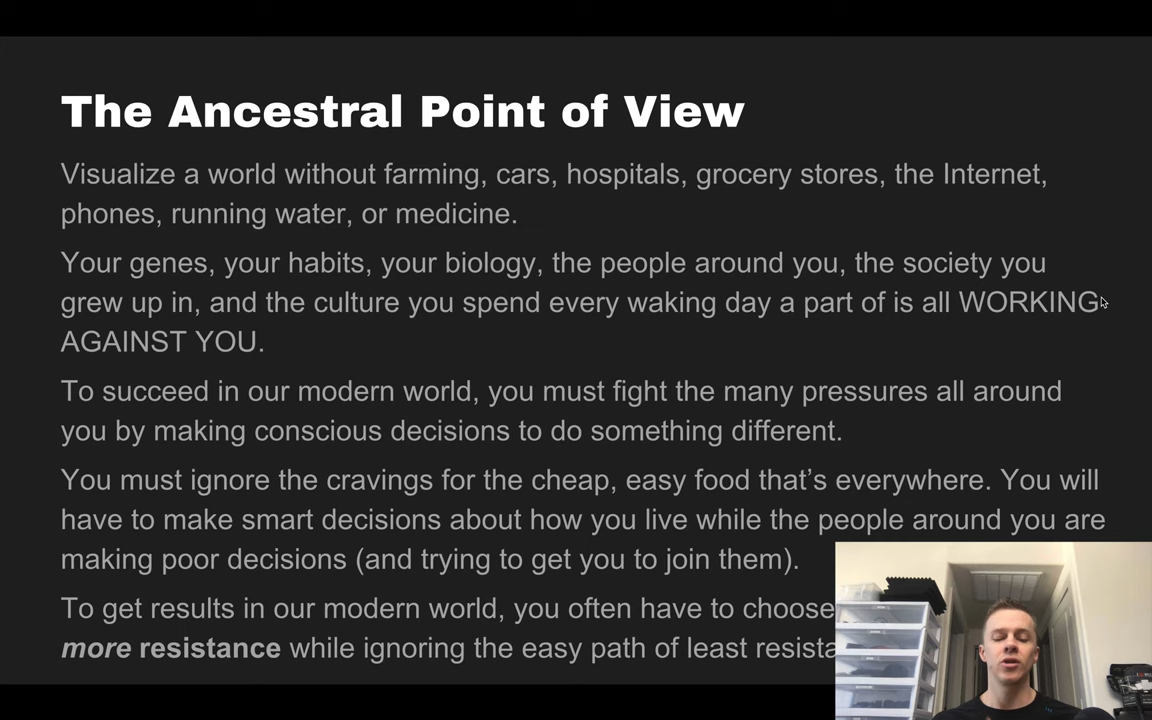 The Ancestral Point of View
Visualize a world without farming, cars, hospitals, grocery stores, the Internet,
phones, running water, or medicine.
Your genes, your habits, your biology, the people around you, the society you
grew up in, and the culture you spend every waking day a part of is all WORKING
AGAINST YOU.
To succeed in our modern world, you must fight the many pressures all around
you by making conscious decisions to do something different.
You must ignore the cravings for the cheap, easy food that’s everywhere. You will
have to make smart decisions about how you live while the people around you are
making poor decisions (and trying to get you to join them).
To get results in our modern world, you often have to choose
more resistance while ignoring the easy path of least resista